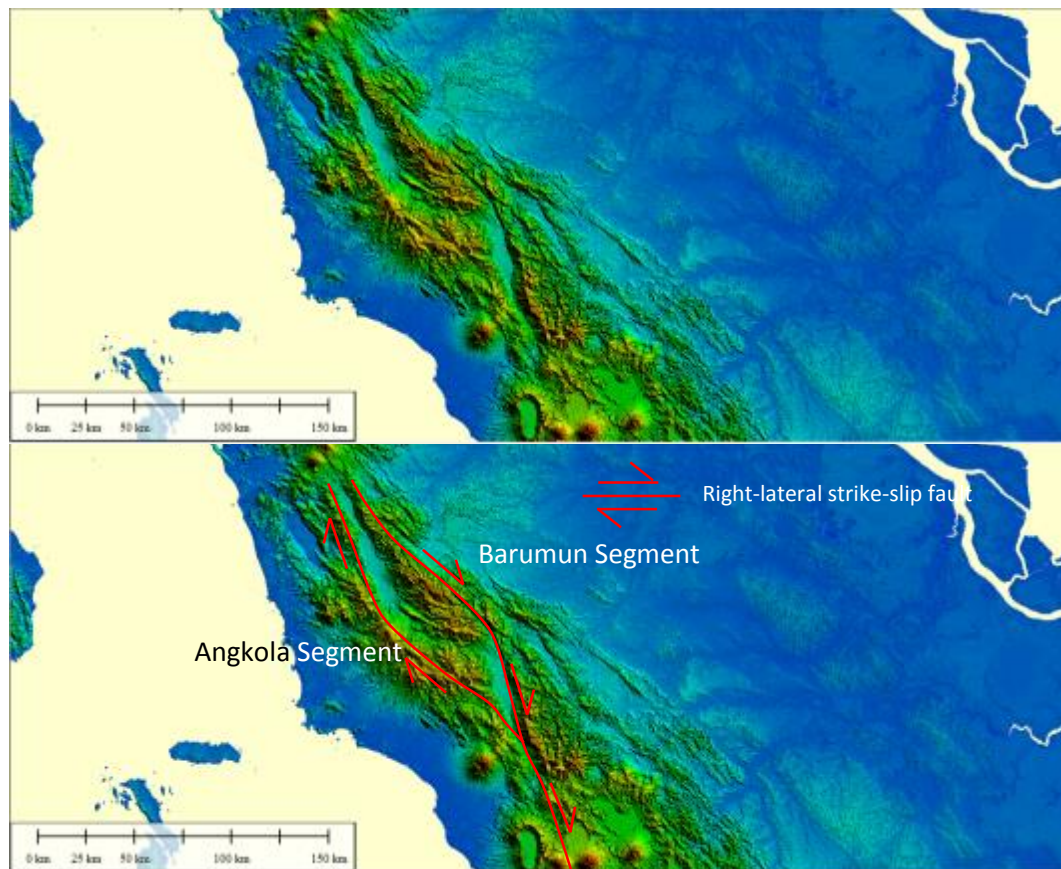 0 km 25 km 50 km 100 km 150 km
Right-lateral strike-slip fault
Barumun Segment
Angkola Segment
0 km 25 km 50 km 100 km 150 km